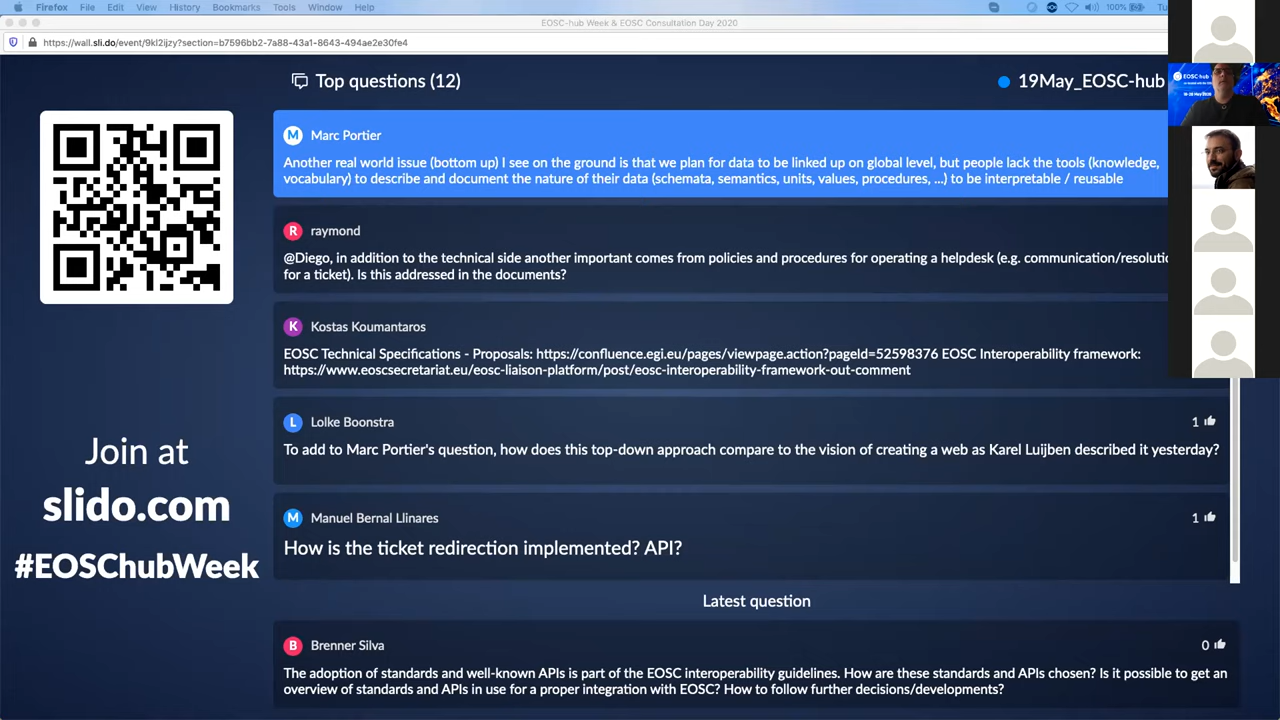 Firefox File Edit View History Bookmarks Tools Window Help 100% Tu
EOSC-hub Week & EOSC Consultation Day 2020
https://wall.sli.do/event/9kl2ijzy?section=b7596bb2-7a88-43a1-8643-494ae2e30fe4
Top questions (12)
19May_EOSC-hub
M Marc Portier
Another real world issue (bottom up) I see on the ground is that we plan for data to be linked up on global level, but people lack the tools (knowledge,
vocabulary) to describe and document the nature of their data (schemata, semantics, units, values, procedures, ...) to be interpretable / reusable
R raymond
@Diego, in addition to the technical side another important comes from policies and procedures for operating a helpdesk (e.g. communication/resolutio
for a ticket). Is this addressed in the documents?
K Kostas Koumantaros
EOSC Technical Specifications - Proposals: https://confluence.egi.eu/pages/viewpage.action?pageId=52598376 EOSC Interoperability framework:
https://www.eoscsecretariat.eu/eosc-liaison-platform/post/eosc-interoperability-framework-out-comment
L Lolke Boonstra 1
To add to Marc Portier's question, how does this top-down approach compare to the vision of creating a web as Karel Luijben described it yesterday?
M Manuel Bernal Llinares 1
How is the ticket redirection implemented? API?
Latest question
B Brenner Silva 0
The adoption of standards and well-known APIs is part of the EOSC interoperability guidelines. How are these standards and APIs chosen? Is it possible to get an
overview of standards and APIs in use for a proper integration with EOSC? How to follow further decisions/developments?
Join at
slido.com
#EOSChubWeek
EOSC-hub